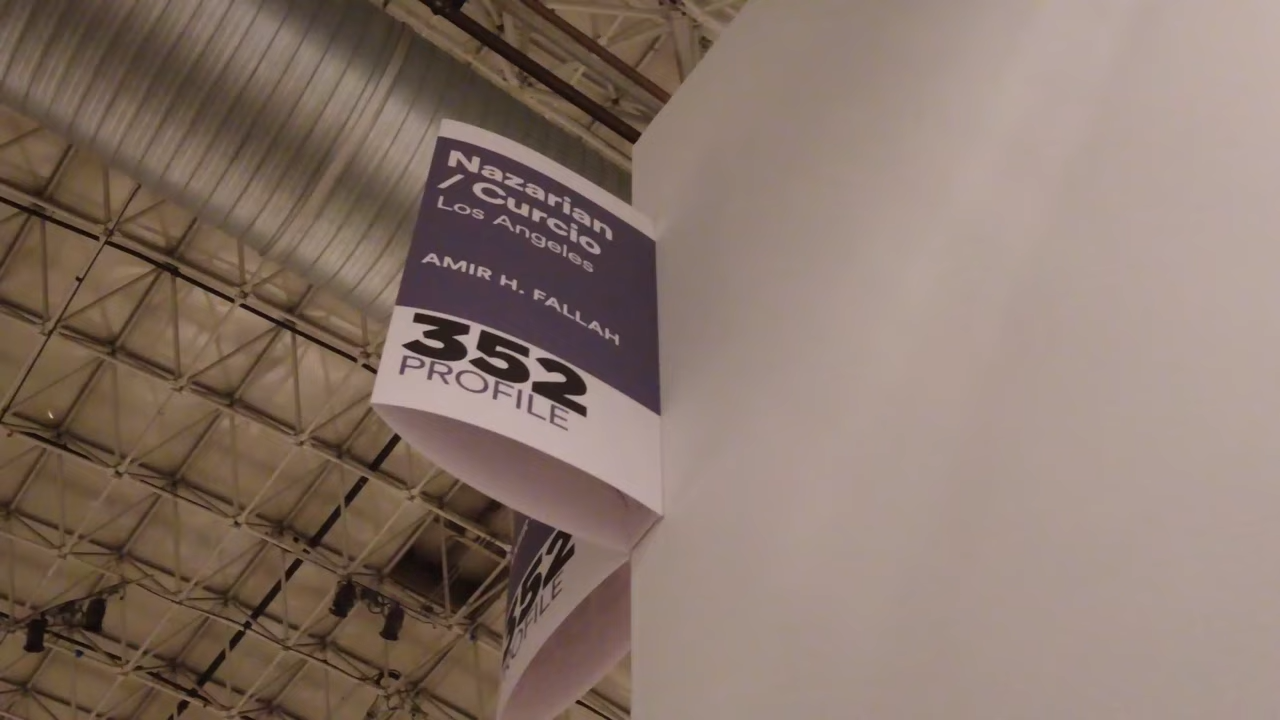 Nazarian
/ Curcio
Los Angeles
AMIR H. FALLAH
352
PROFILE
352
PROFILE